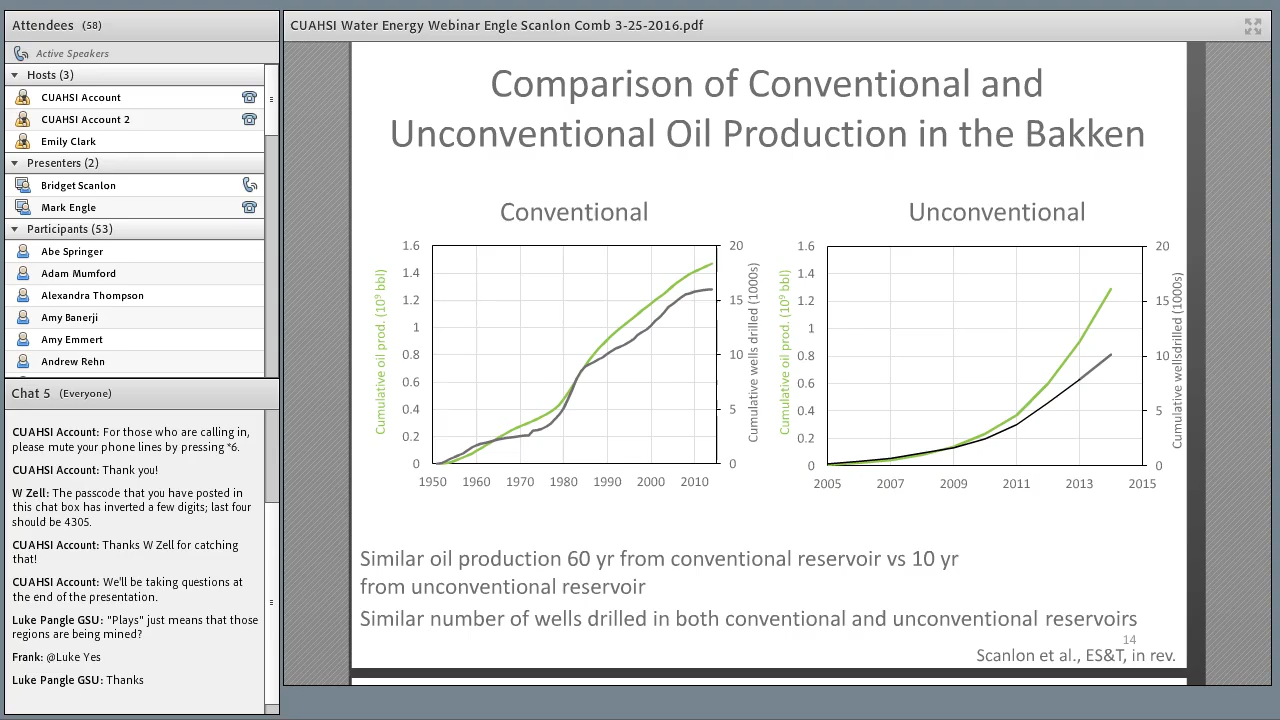 Attendees (58)
Active Speakers
Hosts (3)
CUAHSI Account
CUAHSI Account 2
Emily Clark
Presenters (2)
Bridget Scanlon
Mark Engle
Participants (53)
Abe Springer
Adam Mumford
Alexandra Thompson
Amy Banerji
Amy Emmert
Andrew Rehn
Chat 5 (Everyone)
CUAHSI Account: For those who are calling in,
please mute your phone lines by pressing *6.
CUAHSI Account: Thank you!
W Zell: The passcode that you have posted in
this chat box has inverted a few digits; last four
should be 4305.
CUAHSI Account: Thanks W Zell for catching
that!
CUAHSI Account: We'll be taking questions at
the end of the presentation.
Luke Pangle GSU: "Plays" just means that those
regions are being mined?
Frank: @Luke Yes
Luke Pangle GSU: Thanks
CUAHSI Water Energy Webinar Engle Scanlon Comb 3-25-2016.pdf
Comparison of Conventional and
Unconventional Oil Production in the Bakken
Conventional
Cumulative oil prod. (10⁹ bbl)
1.6
1.4
1.2
1
0.8
0.6
0.4
0.2
0
20
15
10
5
0
Cumulative wells drilled (1000s)
1950 1960 1970 1980 1990 2000 2010
Unconventional
Cumulative oil prod. (10⁹ bbl)
1.6
1.4
1.2
1
0.8
0.6
0.4
0.2
0
20
15
10
5
0
Cumulative wellsdrilled (1000s)
2005 2007 2009 2011 2013 2015
Similar oil production 60 yr from conventional reservoir vs 10 yr
from unconventional reservoir
Similar number of wells drilled in both conventional and unconventional reservoirs
14
Scanlon et al., ES&T, in rev.